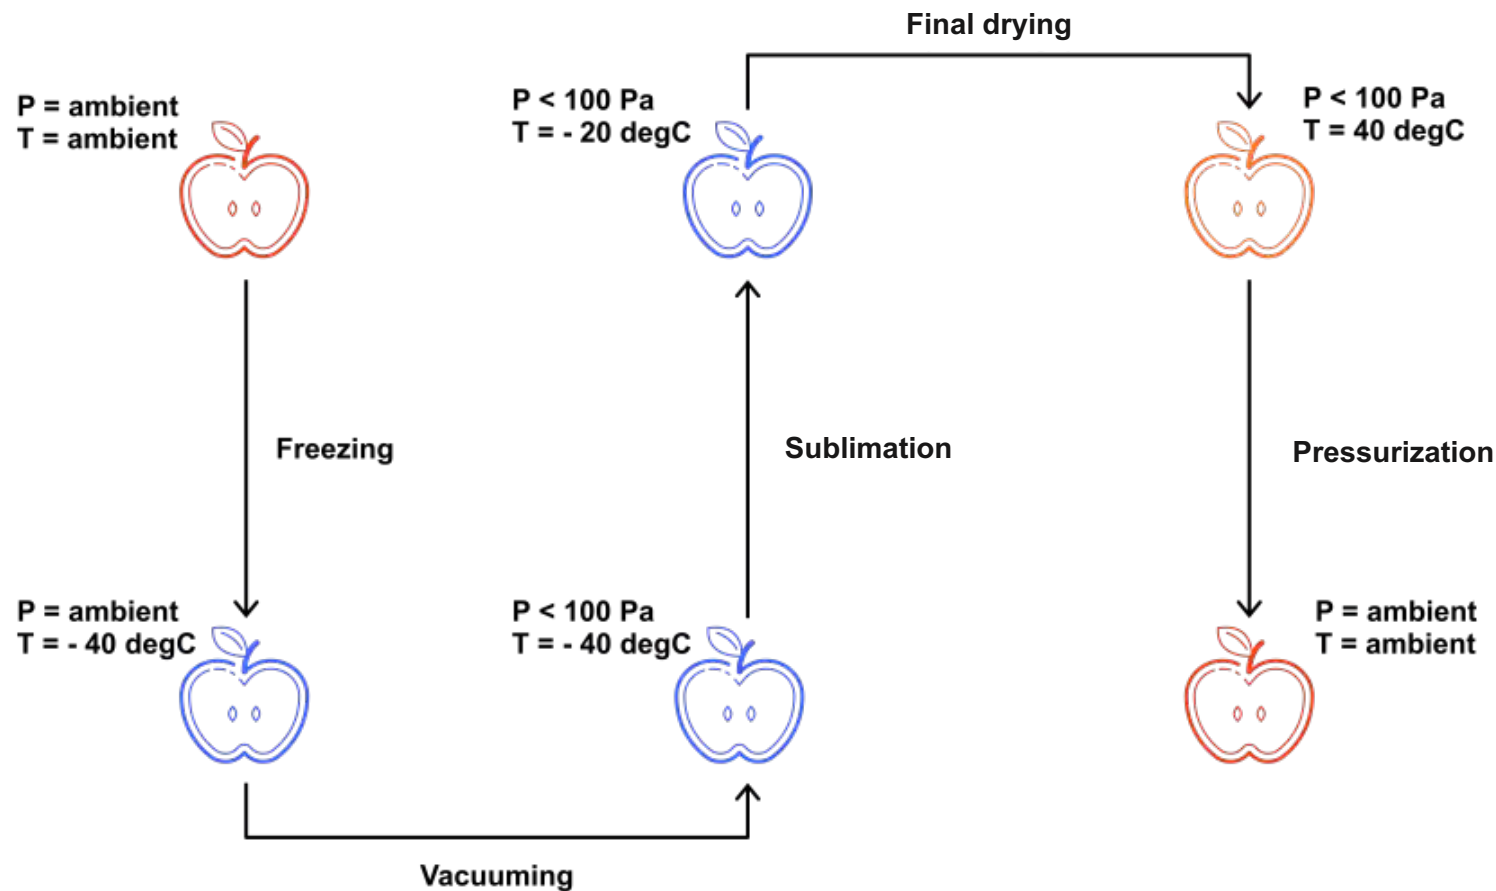 Final drying
P = ambient
T = ambient
P < 100 Pa
T = - 20 degC
P < 100 Pa
T = 40 degC
Freezing
Sublimation
Pressurization
P = ambient
T = - 40 degC
P < 100 Pa
T = - 40 degC
P = ambient
T = ambient
Vacuuming